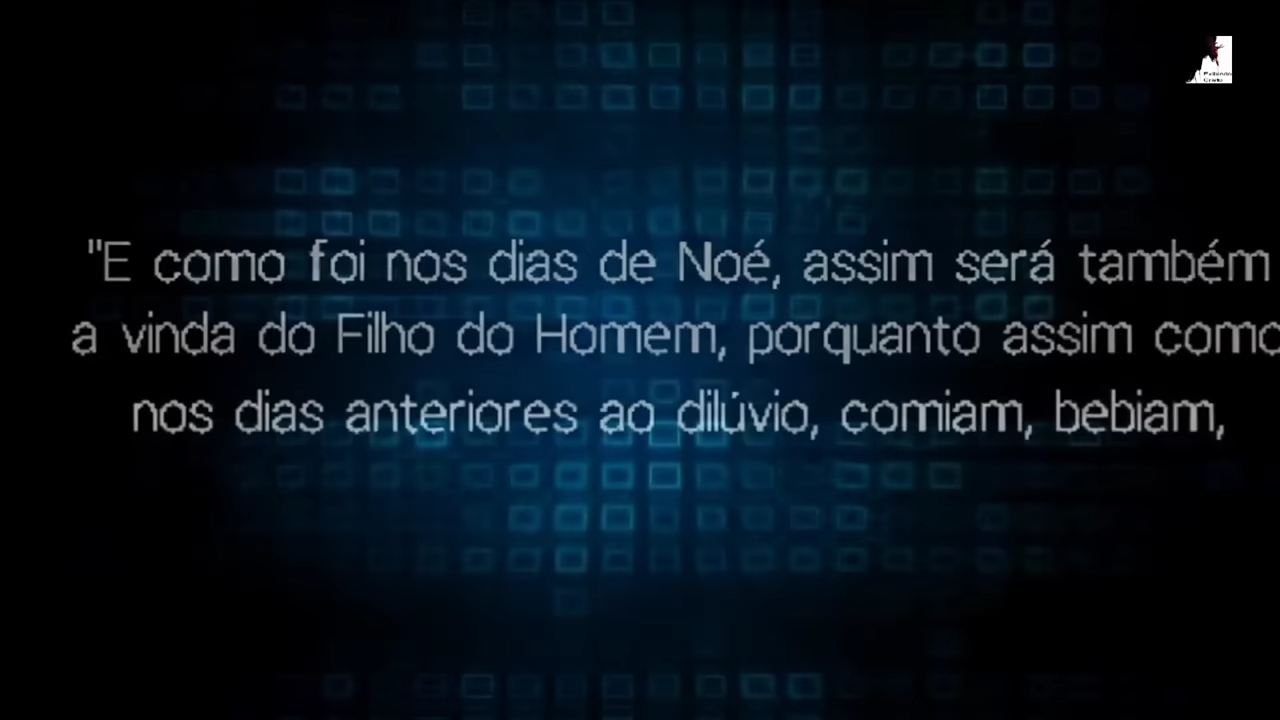 "E como foi nos dias de Noé, assim será também
a vinda do Filho do Homem, porquanto assim como
nos dias anteriores ao dilúvio, comiam, bebiam,